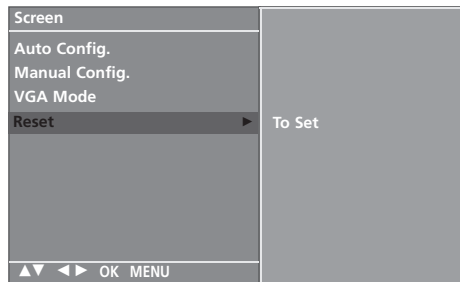 Screen
Auto Config.
Manual Config.
VGA Mode
Reset ► To Set
▲▼ ◄► OK MENU